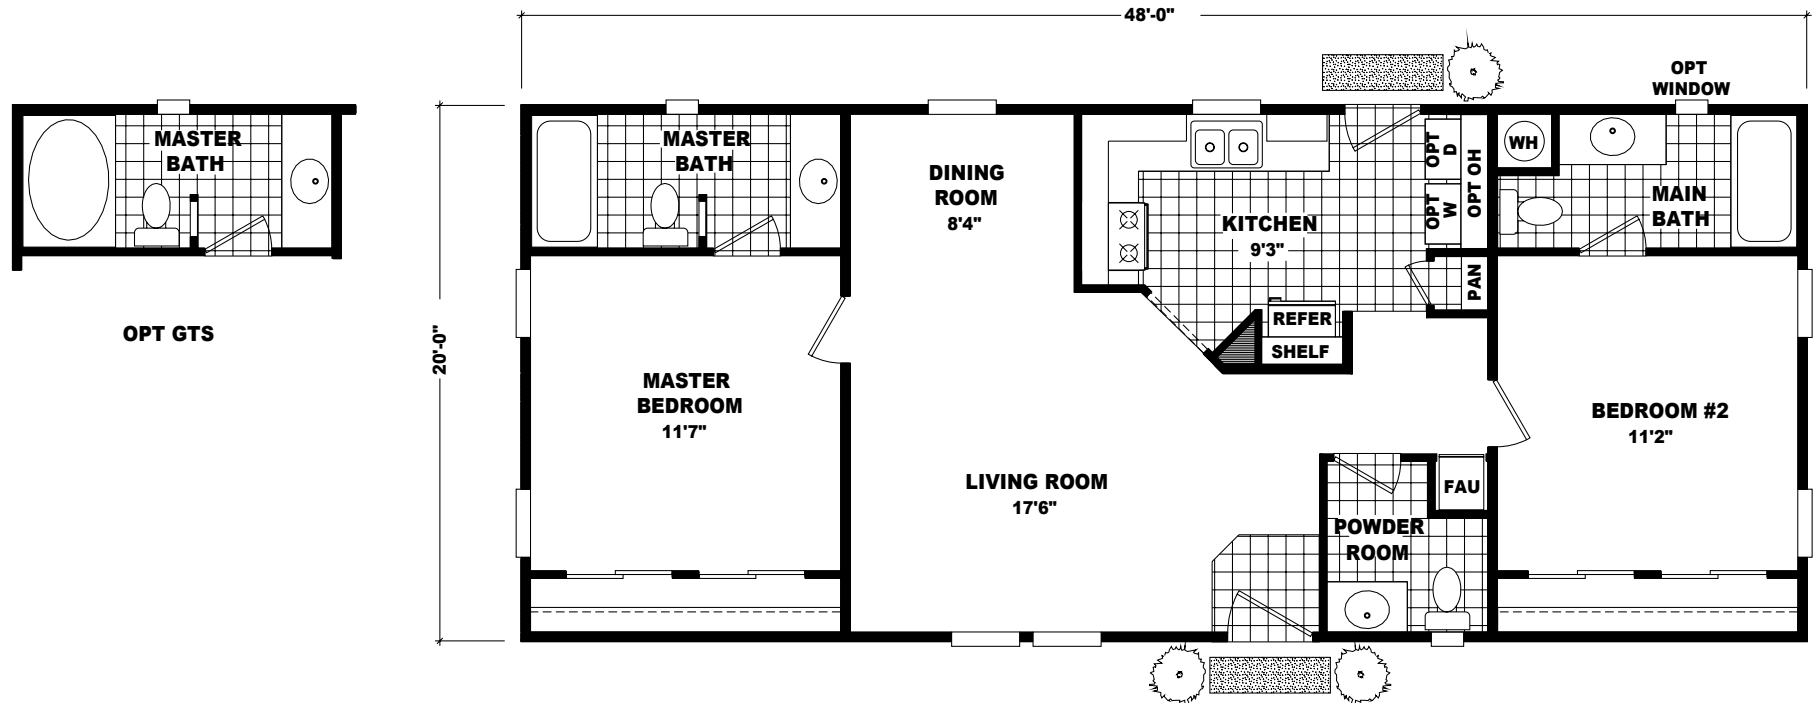 48'-0"
OPT
WINDOW
MASTER
BATH
OPT GTS
20'-0"
MASTER
BATH
DINING
ROOM
8'4"
KITCHEN
9'3"
OPT
D
OPT
W
OPT OH
WH
MAIN
BATH
PAN
REFER
SHELF
MASTER
BEDROOM
11'7"
BEDROOM #2
11'2"
LIVING ROOM
17'6"
FAU
POWDER
ROOM